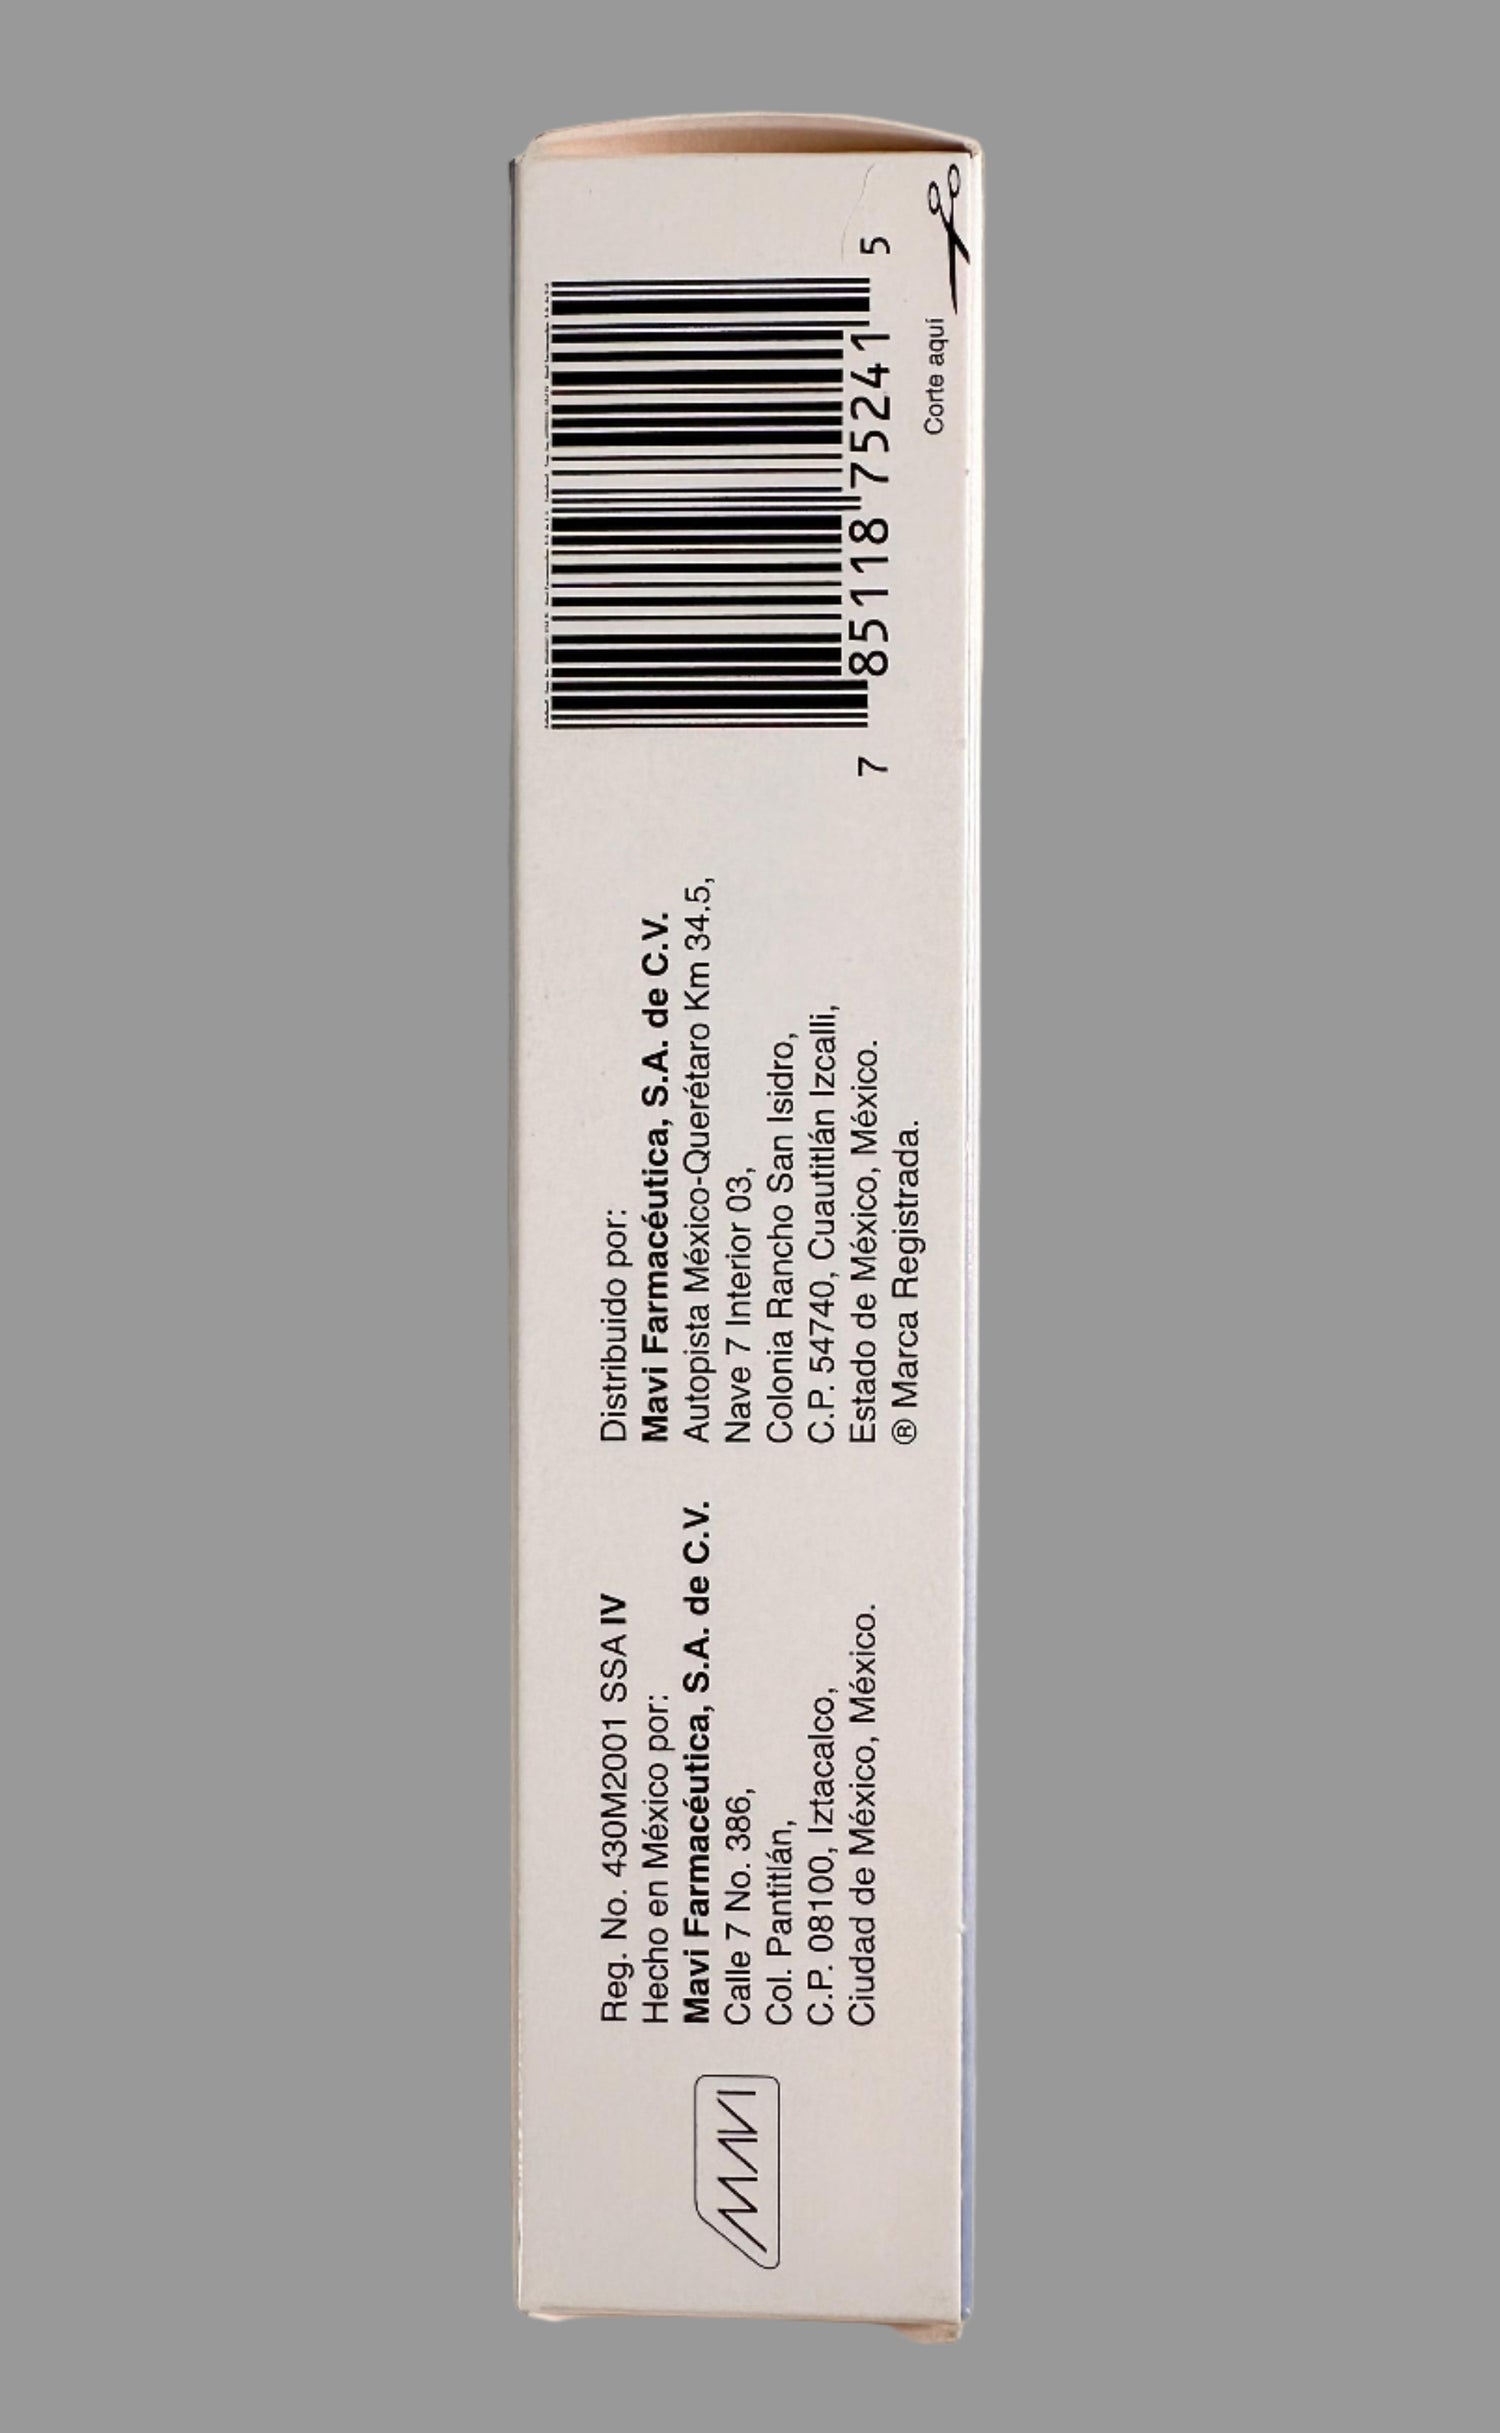 MAVI
Reg. No. 430M2001 SSA IV
Hecho en México por:
Mavi Farmacéutica, S.A. de C.V.
Calle 7 No. 386,
Col. Pantitlán,
C.P. 08100, Iztacalco,
Ciudad de México, México.
Distribuido por:
Mavi Farmacéutica, S.A. de C.V.
Autopista México-Querétaro Km 34.5,
Nave 7 Interior 03,
Colonia Rancho San Isidro,
C.P. 54740, Cuautitlán Izcalli,
Estado de México, México.
® Marca Registrada.
7 85118 75241 5
Corte aquí